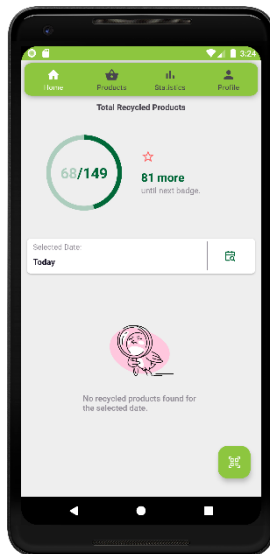 3:24
Home Products Statistics Profile
Total Recycled Products
68/149
81 more
until next badge.
Selected Date:
Today
No recycled products found for
the selected date.